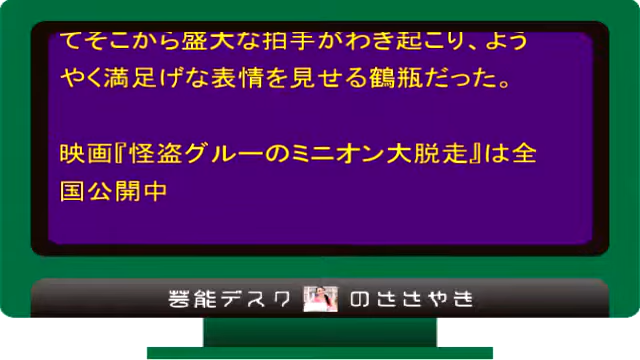 てそこから盛大な拍手がわき起こり、よう
やく満足げな表情を見せる鶴瓶だった。
映画『怪盗グルーのミニオン大脱走』は全
国公開中
芸能デスク のささやき